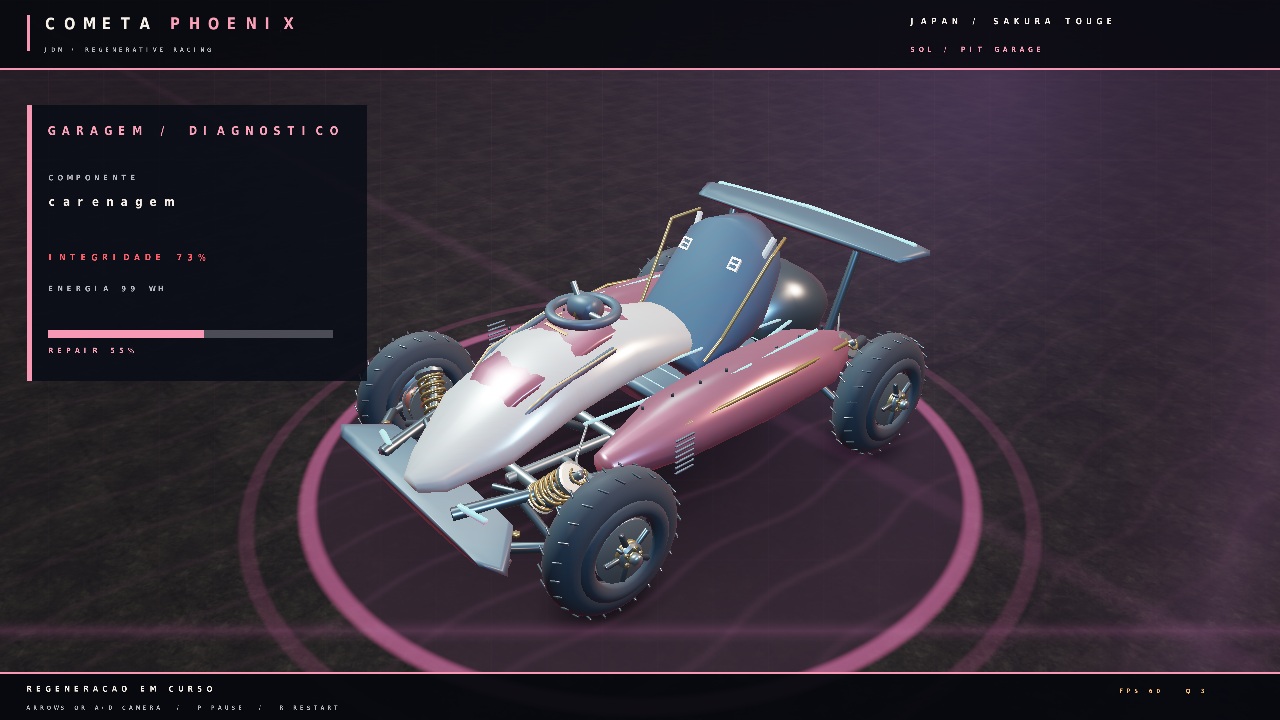 COMETA PHOENIX
JDM / REGENERATIVE RACING
JAPAN / SAKURA TOUGE
SOL / PIT GARAGE
GARAGEM / DIAGNOSTICO
COMPONENTE
carenagem
INTEGRIDADE 73%
ENERGIA 99 WH
REPAIR 55%
REGENERACAO EM CURSO
ARROWS OR A/D CAMERA / P PAUSE / R RESTART
FPS 60 Q 3